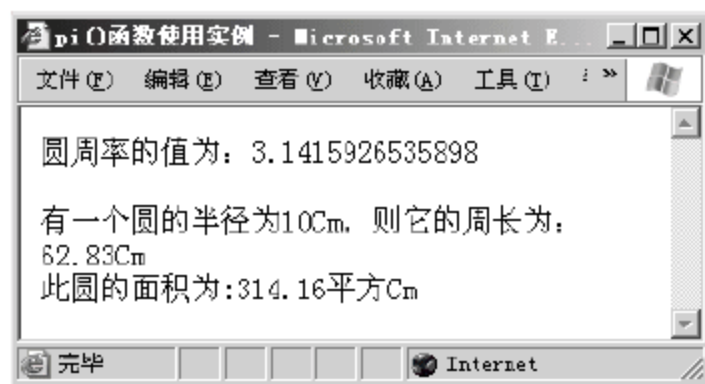 pi()函数使用实例 - Microsoft Internet E...
文件(F) 编辑(E) 查看(V) 收藏(A) 工具(T) »
圆周率的值为：3.1415926535898
有一个圆的半径为10Cm, 则它的周长为：
62.83Cm
此圆的面积为:314.16平方Cm
完毕 Internet